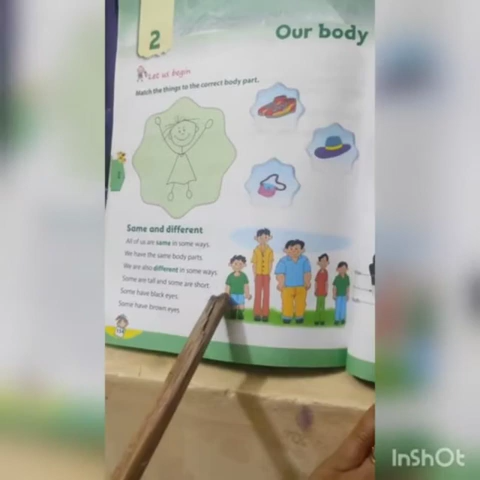 2
Our body
Let us begin
Match the things to the correct body part.
Same and different
All of us are same in some ways.
We have the same body parts.
We are also different in some ways.
Some are tall and some are short.
Some have black eyes.
Some have brown eyes.
InShOt